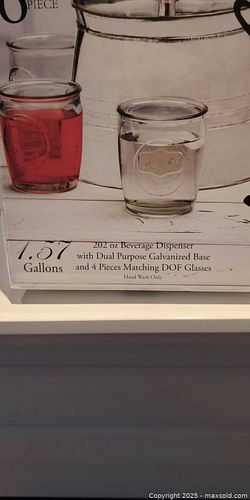 6
PIECE
1.57
Gallons
202 oz Beverage Dispenser
with Dual Purpose Galvanized Base
and 4 Pieces Matching DOF Glasses
Hand Wash Only
Copyright 2025 - maxsold.com